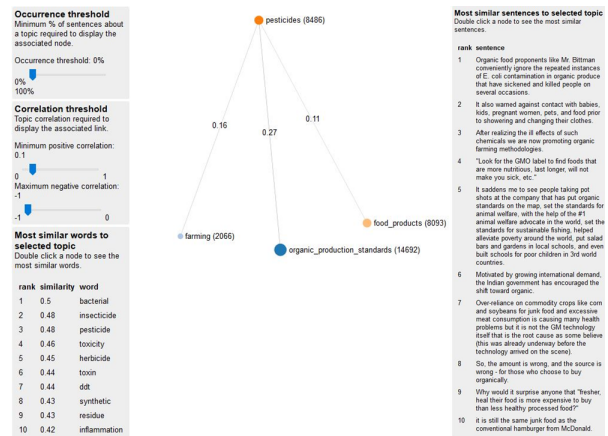 Occurrence threshold
Minimum % of sentences about
a topic required to display the
associated node.
Occurrence threshold: 0%
0%
100%
Correlation threshold
Topic correlation required to
display the associated link.
Minimum positive correlation:
0.1
0 1
Maximum negative correlation:
-1
-1 0
Most similar words to
selected topic
Double click a node to see the
most similar words.
rank similarity word
1 0.5 bacterial
2 0.48 insecticide
3 0.48 pesticide
4 0.46 toxicity
5 0.45 herbicide
6 0.44 toxin
7 0.44 ddt
8 0.43 synthetic
9 0.43 residue
10 0.42 inflammation
pesticides (8486)
0.16
0.27
0.11
farming (2066)
food_products (8093)
organic_production_standards (14692)
Most similar sentences to selected topic
Double click a node to see the most similar
sentences.
rank sentence
1 Organic food proponents like Mr. Bittman
conveniently ignore the repeated instances
of E. coli contamination in organic produce
that have sickened and killed people on
several occasions.
2 It also warned against contact with babies,
kids, pregnant women, pets, and food prior
to showering and changing their clothes.
3 After realizing the ill effects of such
chemicals we are now promoting organic
farming methodologies.
4 "Look for the GMO label to find foods that
are more nutritious, last longer, will not
make you sick, etc."
5 It saddens me to see people taking pot
shots at the company that has put organic
standards on the map, set the standards for
animal welfare, with the help of the #1
animal welfare advocate in the world, set the
standards for sustainable fishing, helped
alleviate poverty around the world, put salad
bars and gardens in local schools, and even
built schools for poor children in 3rd world
countries.
6 Motivated by growing international demand,
the Indian government has encouraged the
shift toward organic.
7 Over-reliance on commodity crops like corn
and soybeans for junk food and excessive
meat consumption is causing many health
problems but it is not the GM technology
itself that is the root cause as some believe
(this was already underway before the
technology arrived on the scene).
8 So, the amount is wrong, and the source is
wrong - for those who choose to buy
organically.
9 Why would it surprise anyone that "fresher,
heal their food is more expensive to buy
than less healthy processed food?"
10 it is still the same junk food as the
conventional hamburger from McDonald.